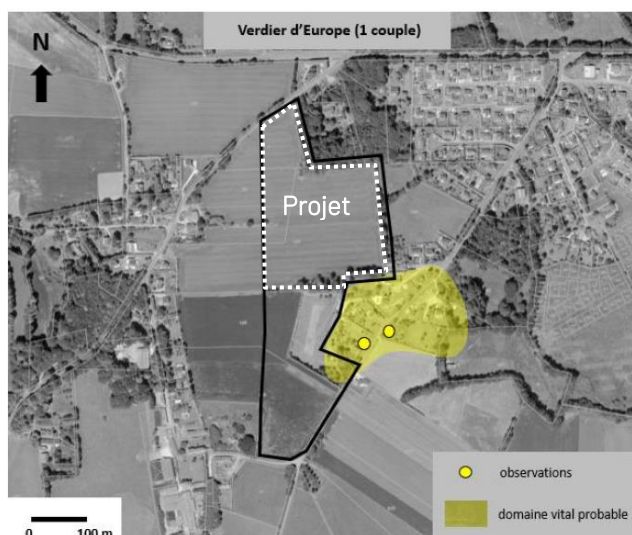 Verdier d'Europe (1 couple)
N
Projet
observations
domaine vital probable
0 100 m